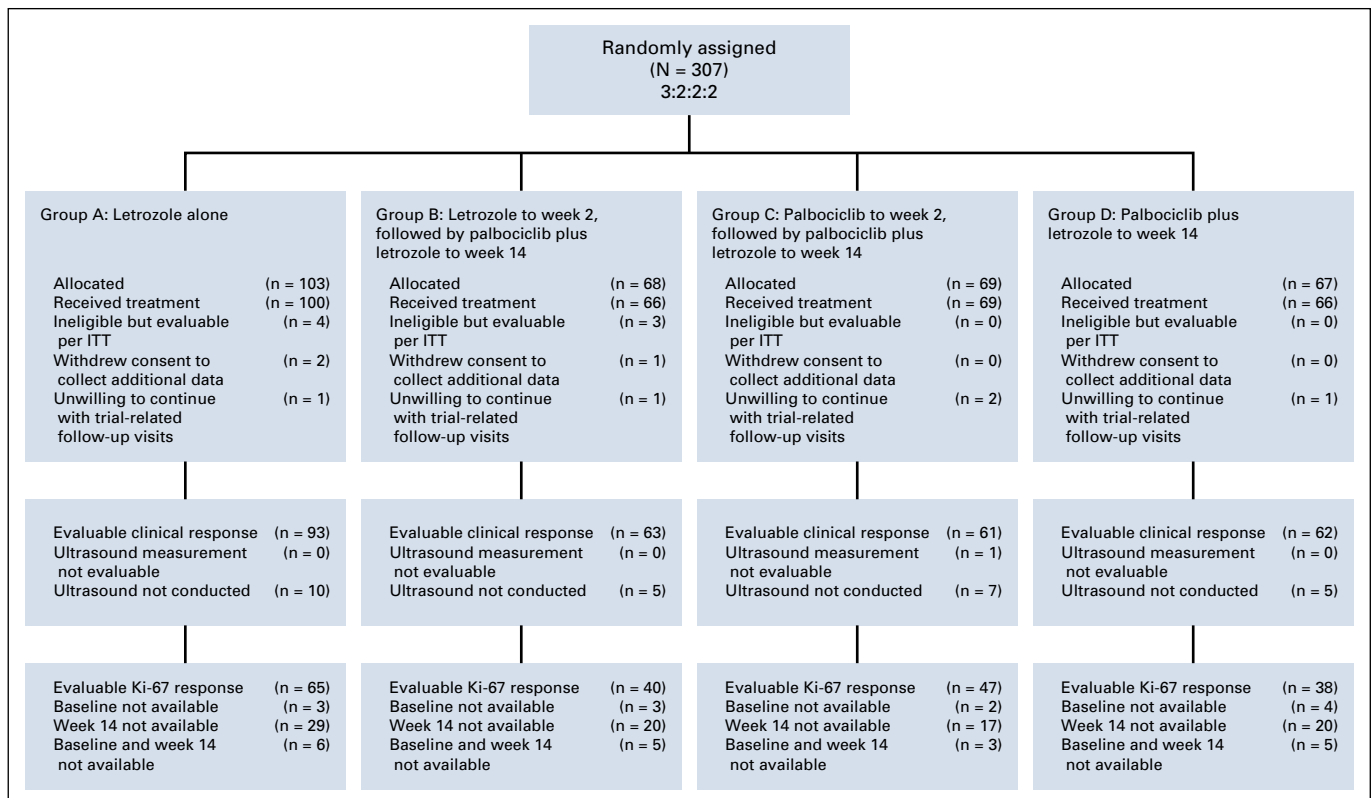 Randomly assigned
(N = 307)
3:2:2:2
Group A: Letrozole alone
Allocated (n = 103)
Received treatment (n = 100)
Ineligible but evaluable (n = 4)
per ITT
Withdrew consent to (n = 2)
collect additional data
Unwilling to continue (n = 1)
with trial-related
follow-up visits
Group B: Letrozole to week 2,
followed by palbociclib plus
letrozole to week 14
Allocated (n = 68)
Received treatment (n = 66)
Ineligible but evaluable (n = 3)
per ITT
Withdrew consent to (n = 1)
collect additional data
Unwilling to continue (n = 1)
with trial-related
follow-up visits
Group C: Palbociclib to week 2,
followed by palbociclib plus
letrozole to week 14
Allocated (n = 69)
Received treatment (n = 69)
Ineligible but evaluable (n = 0)
per ITT
Withdrew consent to (n = 0)
collect additional data
Unwilling to continue (n = 2)
with trial-related
follow-up visits
Group D: Palbociclib plus
letrozole to week 14
Allocated (n = 67)
Received treatment (n = 66)
Ineligible but evaluable (n = 0)
per ITT
Withdrew consent to (n = 0)
collect additional data
Unwilling to continue (n = 1)
with trial-related
follow-up visits
Evaluable clinical response (n = 93)
Ultrasound measurement (n = 0)
not evaluable
Ultrasound not conducted (n = 10)
Evaluable clinical response (n = 63)
Ultrasound measurement (n = 0)
not evaluable
Ultrasound not conducted (n = 5)
Evaluable clinical response (n = 61)
Ultrasound measurement (n = 1)
not evaluable
Ultrasound not conducted (n = 7)
Evaluable clinical response (n = 62)
Ultrasound measurement (n = 0)
not evaluable
Ultrasound not conducted (n = 5)
Evaluable Ki-67 response (n = 65)
Baseline not available (n = 3)
Week 14 not available (n = 29)
Baseline and week 14 (n = 6)
not available
Evaluable Ki-67 response (n = 40)
Baseline not available (n = 3)
Week 14 not available (n = 20)
Baseline and week 14 (n = 5)
not available
Evaluable Ki-67 response (n = 47)
Baseline not available (n = 2)
Week 14 not available (n = 17)
Baseline and week 14 (n = 3)
not available
Evaluable Ki-67 response (n = 38)
Baseline not available (n = 4)
Week 14 not available (n = 20)
Baseline and week 14 (n = 5)
not available